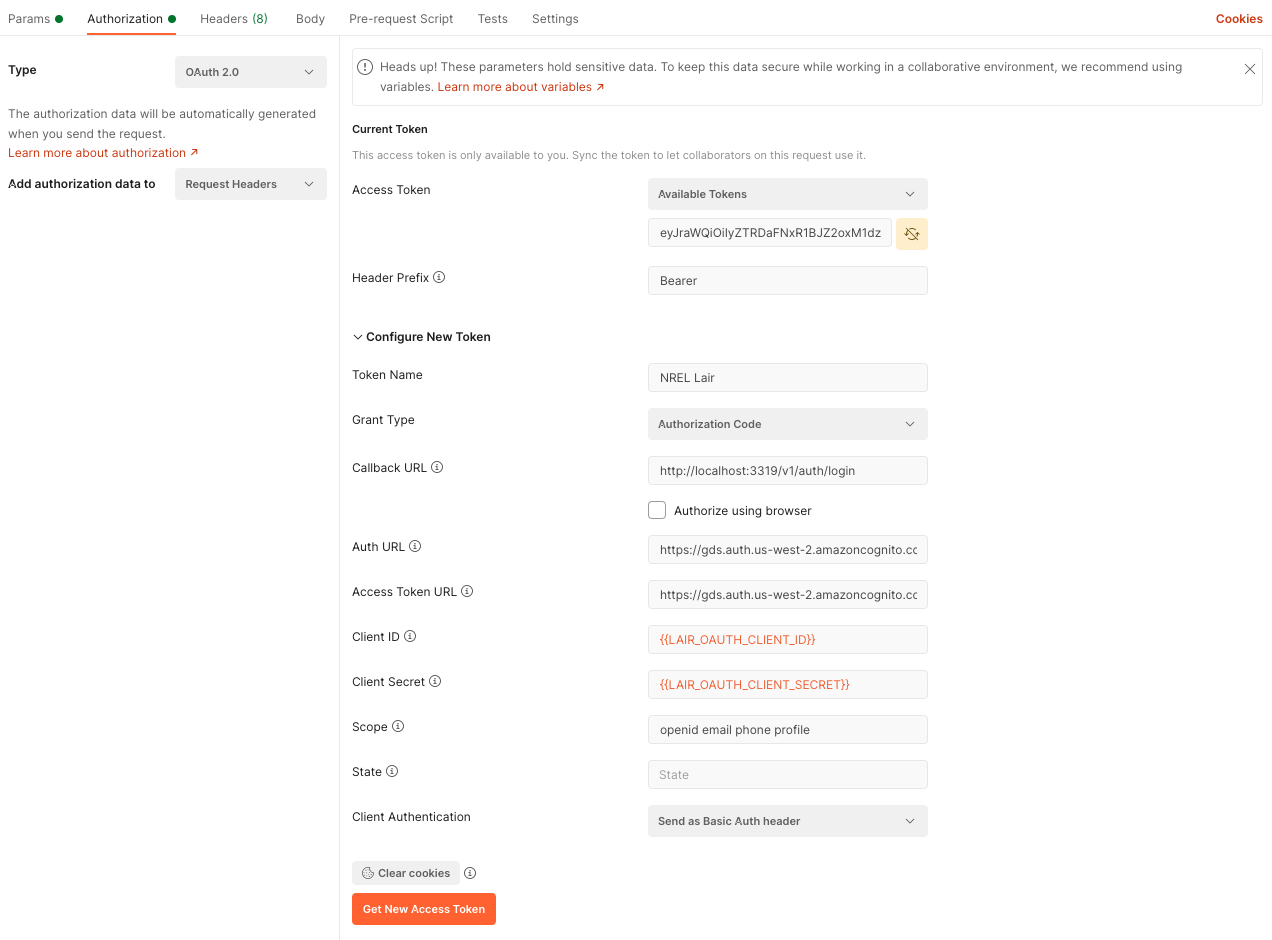 Params
Authorization
Headers (8)
Body
Pre-request Script
Tests
Settings
Cookies
Type
OAuth 2.0
The authorization data will be automatically generated
when you send the request.
Learn more about authorization ↗
Add authorization data to
Request Headers
Heads up! These parameters hold sensitive data. To keep this data secure while working in a collaborative environment, we recommend using
variables. Learn more about variables ↗
Current Token
This access token is only available to you. Sync the token to let collaborators on this request use it.
Access Token
Available Tokens
eyJraWQiOiIyZTRDaFNxR1BJZ2oxM1dz
Header Prefix
Bearer
Configure New Token
Token Name
NREL Lair
Grant Type
Authorization Code
Callback URL
http://localhost:3319/v1/auth/login
Authorize using browser
Auth URL
https://gds.auth.us-west-2.amazoncognito.cc
Access Token URL
https://gds.auth.us-west-2.amazoncognito.cc
Client ID
{{LAIR_OAUTH_CLIENT_ID}}
Client Secret
{{LAIR_OAUTH_CLIENT_SECRET}}
Scope
openid email phone profile
State
State
Client Authentication
Send as Basic Auth header
Clear cookies
Get New Access Token